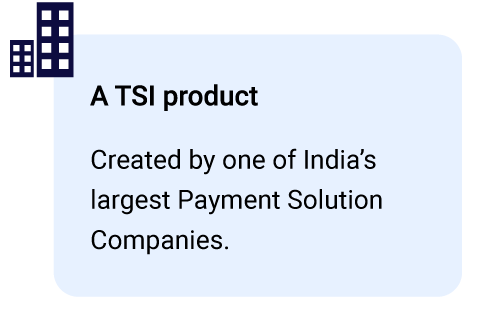 A TSI product
Created by one of India’s
largest Payment Solution
Companies.